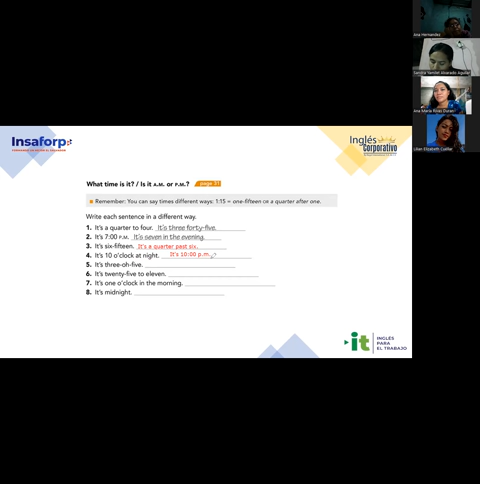 Ana Hernandez
Ana Maria Rivas Duran
Lilian Elizabeth Cuellar
Insaforp
Inglés
Corporativo
What time is it? / Is it A.M. or P.M.? page 31
Remember: You can say times different ways: 1:15 = one-fifteen OR a quarter after one.
Write each sentence in a different way.
1. It's a quarter to four. It's three forty-five.
2. It's 7:00 P.M. It's seven in the evening.
3. It's six-fifteen. It's a quarter past six.
4. It's 10 o'clock at night. It's 10:00 p.m.
5. It's three-oh-five.
6. It's twenty-five to eleven.
7. It's one o'clock in the morning.
8. It's midnight.
it
INGLÉS
PARA
EL TRABAJO